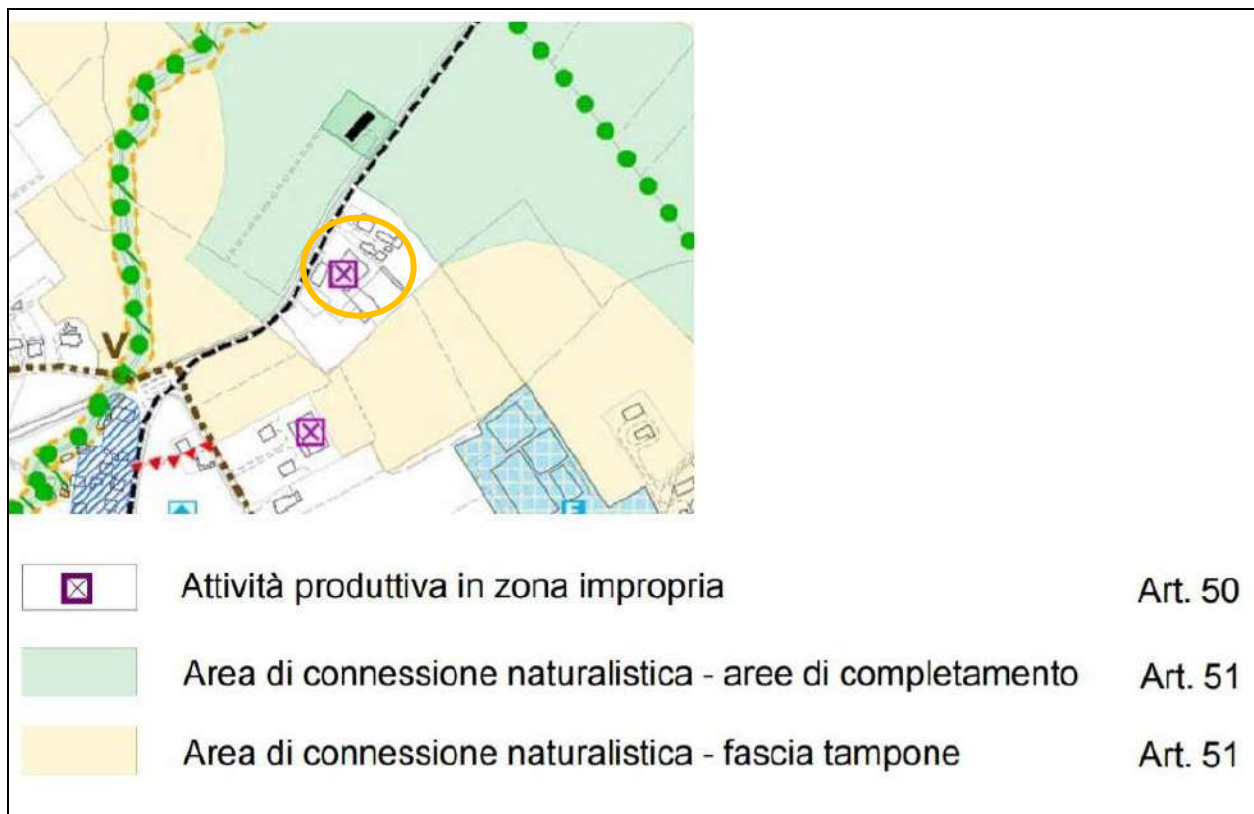 V
F
Attività produttiva in zona impropria Art. 50
Area di connessione naturalistica - aree di completamento Art. 51
Area di connessione naturalistica - fascia tampone Art. 51